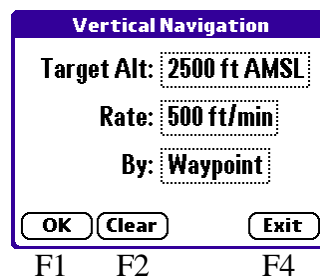 Vertical Navigation
Target Alt: 2500 ft AMSL
Rate: 500 ft/min
By: Waypoint
OK Clear Exit
F1 F2 F4